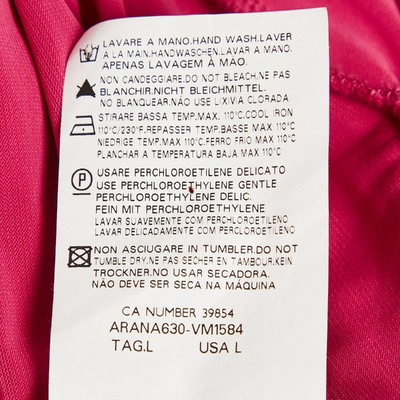 LAVARE A MANO.HAND WASH.LAVER
A LA MAIN.HANDWASCHEN.LAVAR A MANO.
APENAS LAVAGEM À MÃO.
NON CANDEGGIARE.DO NOT BLEACH.NE PAS
BLANCHIR.NICHT BLEICHMITTEL.
NO BLANQUEAR.NÃO USE LIXIVIA CLORADA
STIRARE BASSA TEMP.MAX. 110°C.COOL IRON
110°C/230°F.REPASSER TEMP.BASSE MAX 110°C
NIEDRIGE TEMP.MAX 110°C.FERRO FRIO MAX 110°C
PLANCHAR A TEMPERATURA BAJA MAX 110°C
P
USARE PERCHLOROETILENE DELICATO
USE PERCHLOROETHYLENE GENTLE
PERCHLOROETHYLENE DELIC.
FEIN MIT PERCHLOROETHYLENE
LAVAR SUAVEMENTE COM PERCHLOROETILENO
LAVAR DELICADAMENTE COM PERCLOROETILENO
NON ASCIUGARE IN TUMBLER.DO NOT
TUMBLE DRY.NE PAS SECHER EN TAMBOUR.KEIN
TROCKNER.NO USAR SECADORA.
NÃO DEVE SER SECA NA MÁQUINA
CA NUMBER 39854
ARANA630-VM1584
TAG.L USA L